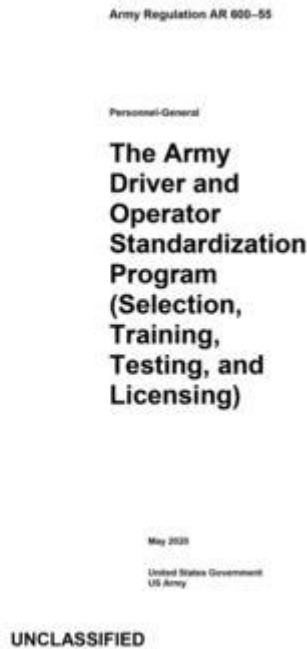 Army Regulation AR 600–55
Personnel-General
The Army
Driver and
Operator
Standardization
Program
(Selection,
Training,
Testing, and
Licensing)
May 2020
United States Government
US Army
UNCLASSIFIED